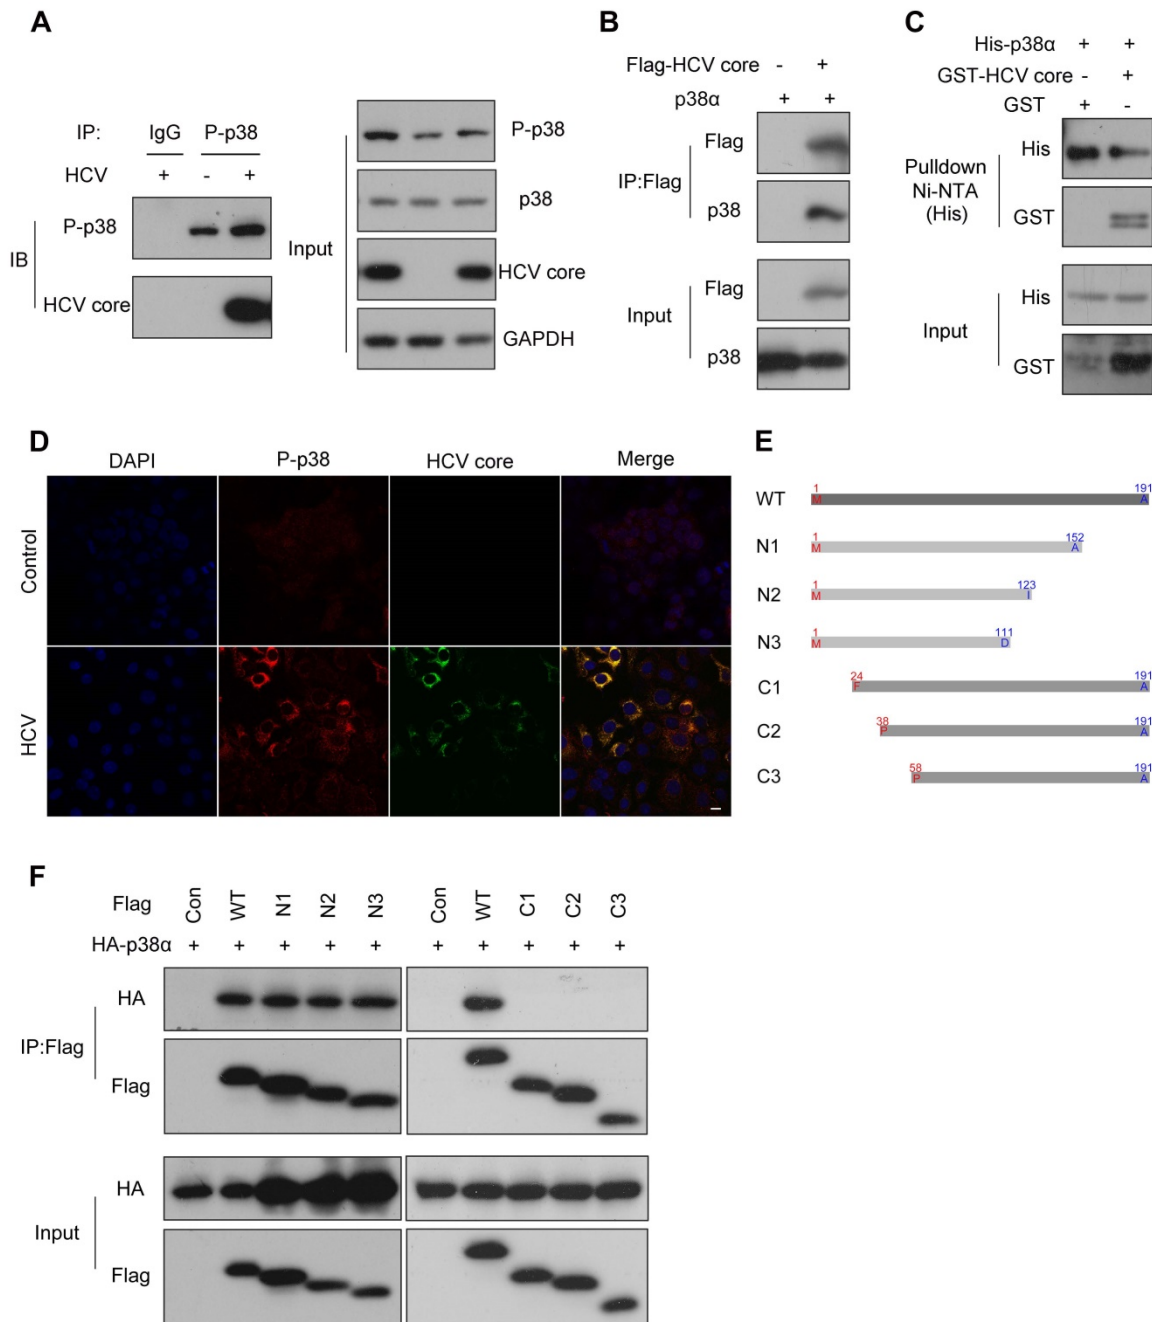 A
IP: IgG P-p38
HCV + - +
IB
P-p38
HCV core
Input
P-p38
p38
HCV core
GAPDH
B
Flag-HCV core - +
p38α + +
IP:Flag
Flag
p38
Input
Flag
p38
C
His-p38α + +
GST-HCV core - +
GST + -
Pulldown
Ni-NTA
(His)
His
GST
Input
His
GST
D
DAPI P-p38 HCV core Merge
Control
HCV
E
WT 1 M 191 A
N1 1 M 152 A
N2 1 M 123 I
N3 1 M 111 D
C1 24 F 191 A
C2 38 P 191 A
C3 58 P 191 A
F
Flag Con WT N1 N2 N3 Con WT C1 C2 C3
HA-p38α + + + + + + + + + +
IP:Flag
HA
Flag
Input
HA
Flag